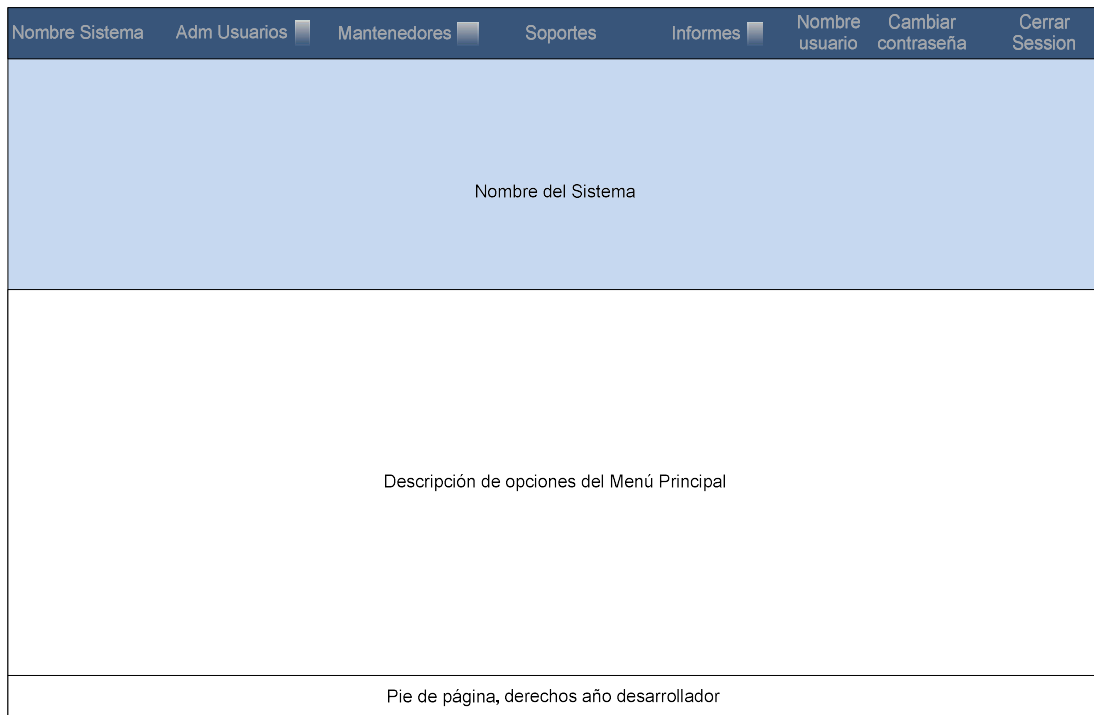 Nombre Sistema
Adm Usuarios
Mantenedores
Soportes
Informes
Nombre
usuario
Cambiar
contraseña
Cerrar
Session
Nombre del Sistema
Descripción de opciones del Menú Principal
Pie de página, derechos año desarrollador